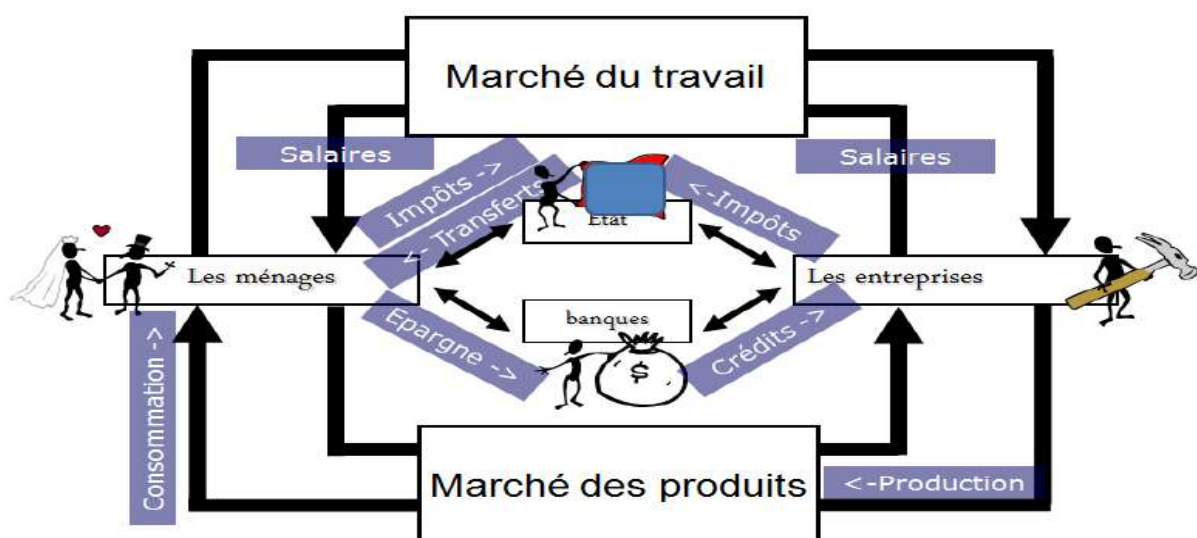 Marché du travail
Salaires
Salaires
Impôts ->
<- Transferts
<-Impôts
Etat
Les ménages
Les entreprises
banques
Epargne ->
Crédits ->
$
Consommation ->
Marché des produits
<-Production